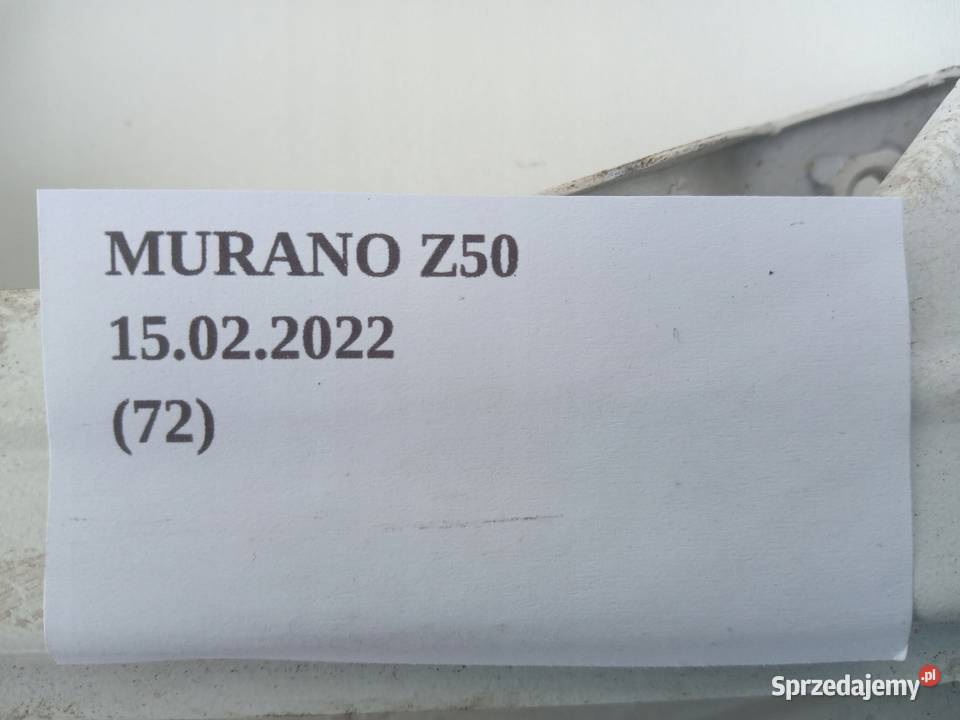 MURANO Z50
15.02.2022
(72)
Sprzedajemy.pl